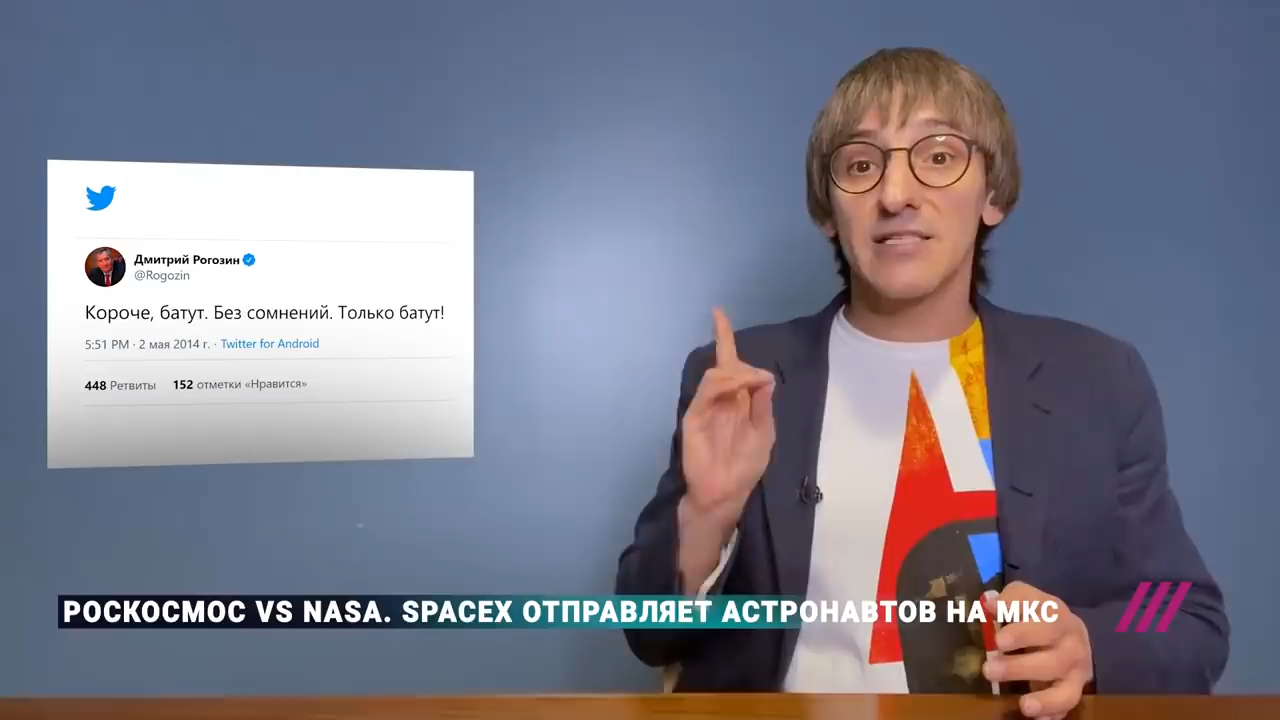 Дмитрий Рогозин
@Rogozin
Короче, батут. Без сомнений. Только батут!
5:51 PM · 2 мая 2014 г. · Twitter for Android
448 Ретвиты 152 отметки «Нравится»
РОСКОСМОС VS NASA. SPACEX ОТПРАВЛЯЕТ АСТРОНАВТОВ НА МКС